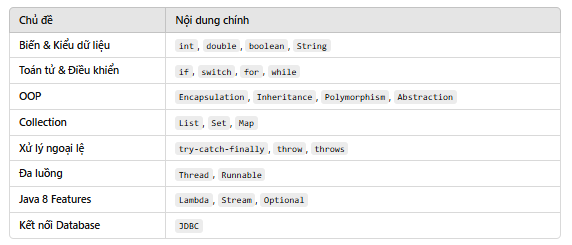 Chủ đề Nội dung chính
Biến & Kiểu dữ liệu int, double, boolean, String
Toán tử & Điều khiển if, switch, for, while
OOP Encapsulation, Inheritance, Polymorphism, Abstraction
Collection List, Set, Map
Xử lý ngoại lệ try-catch-finally, throw, throws
Đa luồng Thread, Runnable
Java 8 Features Lambda, Stream, Optional
Kết nối Database JDBC